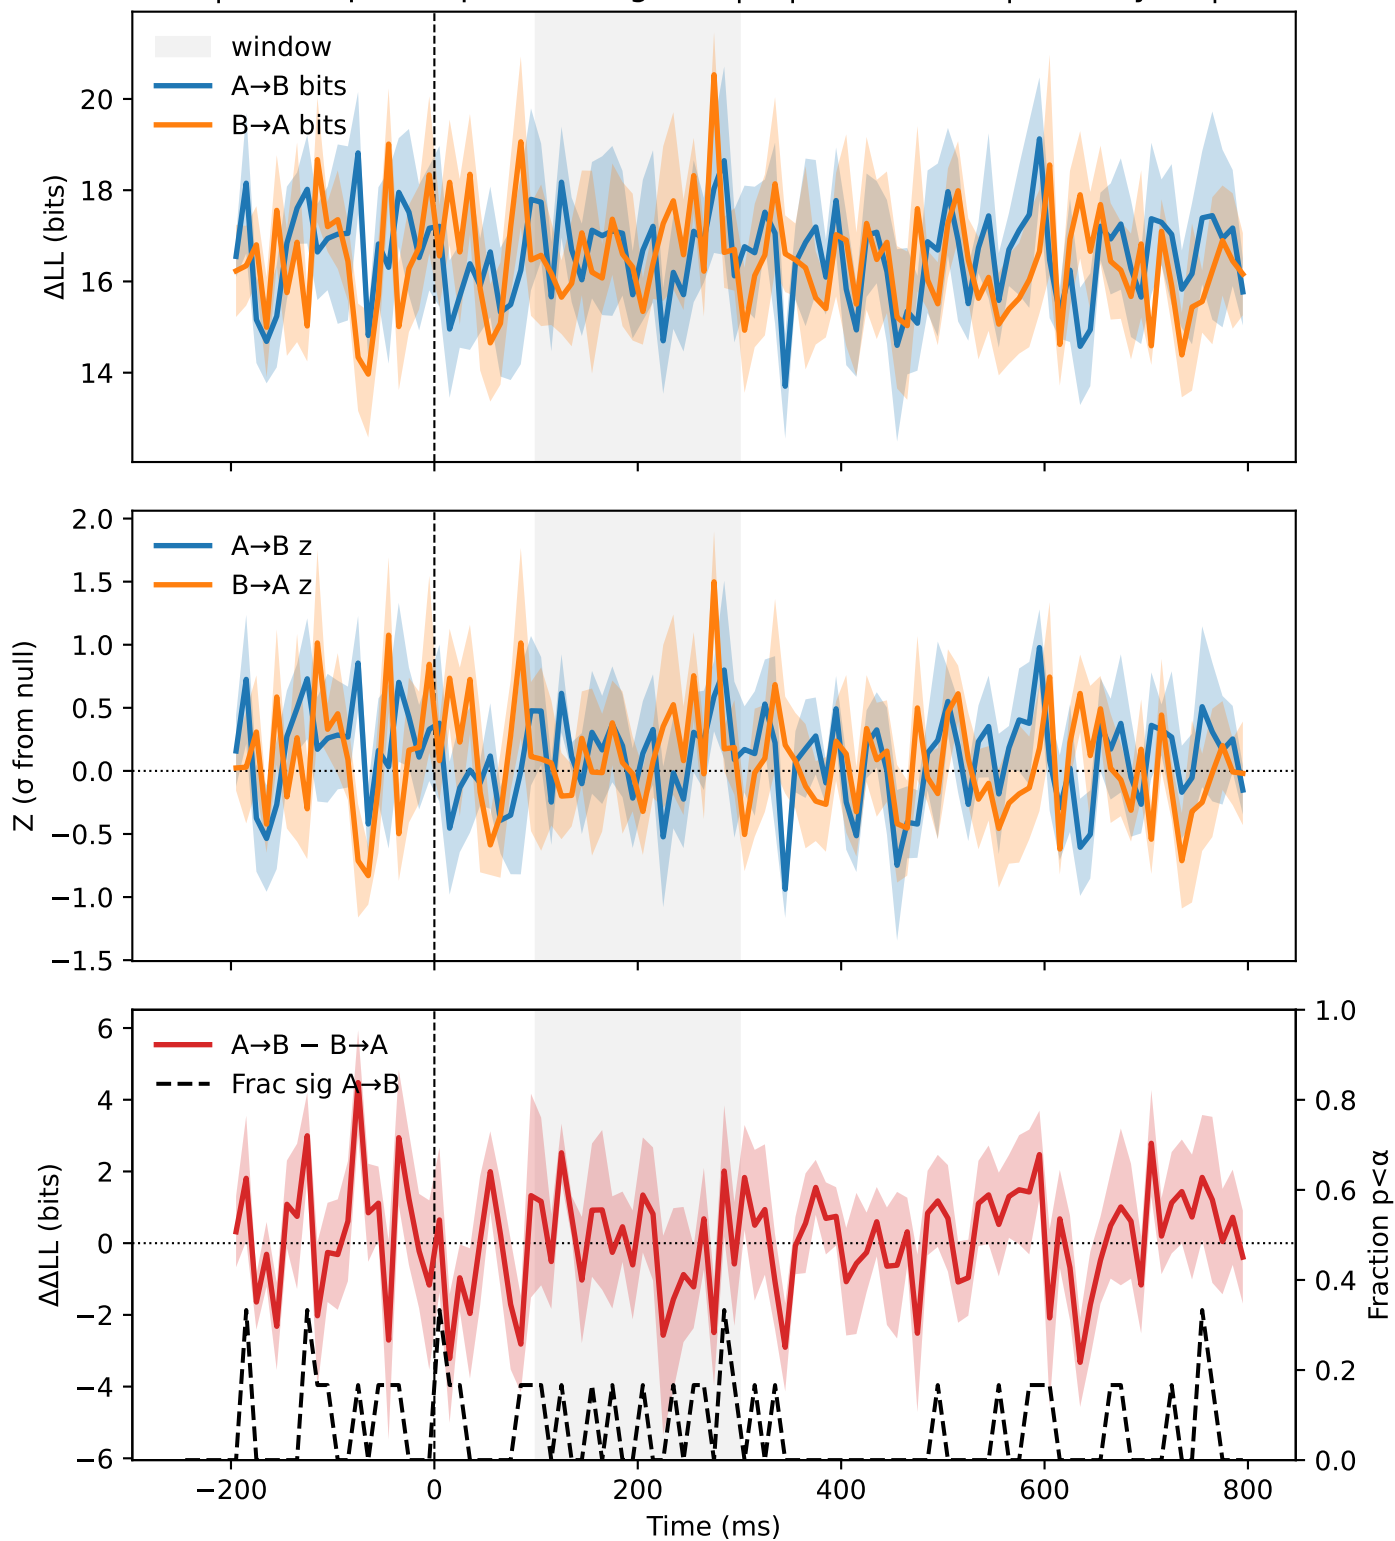 window
A→B bits
B→A bits
ΔLL (bits)
20
18
16
14
A→B z
B→A z
Z (σ from null)
2.0
1.5
1.0
0.5
0.0
−0.5
−1.0
−1.5
A→B − B→A
Frac sig A→B
ΔΔLL (bits)
6
4
2
0
−2
−4
−6
1.0
0.8
0.6
0.4
0.2
0.0
Fraction p<α
−200
0
200
400
600
800
Time (ms)